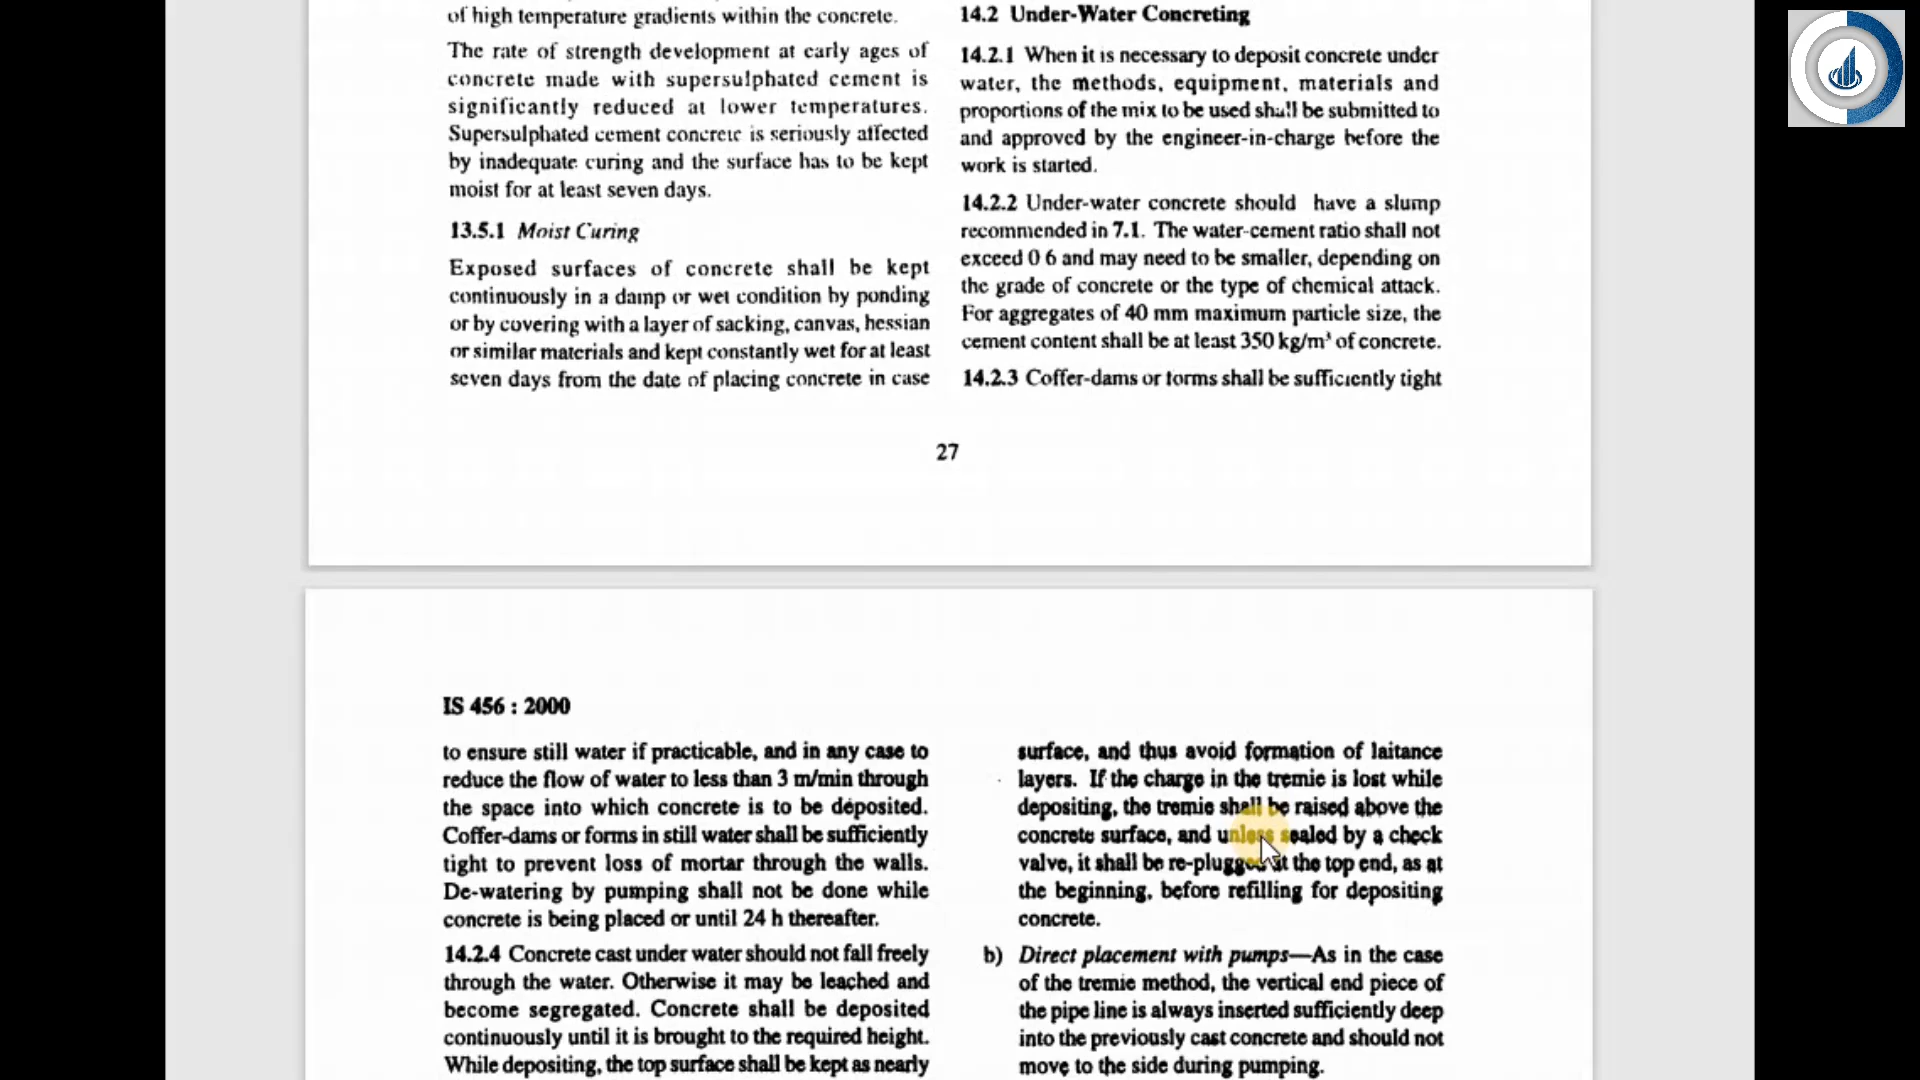 of high temperature gradients within the concrete.
The rate of strength development at early ages of
concrete made with supersulphated cement is
significantly reduced at lower temperatures.
Supersulphated cement concrete is seriously affected
by inadequate curing and the surface has to be kept
moist for at least seven days.
13.5.1 Moist Curing
Exposed surfaces of concrete shall be kept
continuously in a damp or wet condition by ponding
or by covering with a layer of sacking, canvas, hessian
or similar materials and kept constantly wet for at least
seven days from the date of placing concrete in case
14.2 Under-Water Concreting
14.2.1 When it is necessary to deposit concrete under
water, the methods, equipment, materials and
proportions of the mix to be used shall be submitted to
and approved by the engineer-in-charge before the
work is started.
14.2.2 Under-water concrete should have a slump
recommended in 7.1. The water-cement ratio shall not
exceed 0 6 and may need to be smaller, depending on
the grade of concrete or the type of chemical attack.
For aggregates of 40 mm maximum particle size, the
cement content shall be at least 350 kg/m³ of concrete.
14.2.3 Coffer-dams or forms shall be sufficiently tight
27
IS 456 : 2000
to ensure still water if practicable, and in any case to
reduce the flow of water to less than 3 m/min through
the space into which concrete is to be deposited.
Coffer-dams or forms in still water shall be sufficiently
tight to prevent loss of mortar through the walls.
De-watering by pumping shall not be done while
concrete is being placed or until 24 h thereafter.
14.2.4 Concrete cast under water should not fall freely
through the water. Otherwise it may be leached and
become segregated. Concrete shall be deposited
continuously until it is brought to the required height.
While depositing, the top surface shall be kept as nearly
surface, and thus avoid formation of laitance
layers. If the charge in the tremie is lost while
depositing, the tremie shall be raised above the
concrete surface, and unless sealed by a check
valve, it shall be re-plugged at the top end, as at
the beginning, before refilling for depositing
concrete.
b) Direct placement with pumps—As in the case
of the tremie method, the vertical end piece of
the pipe line is always inserted sufficiently deep
into the previously cast concrete and should not
move to the side during pumping.